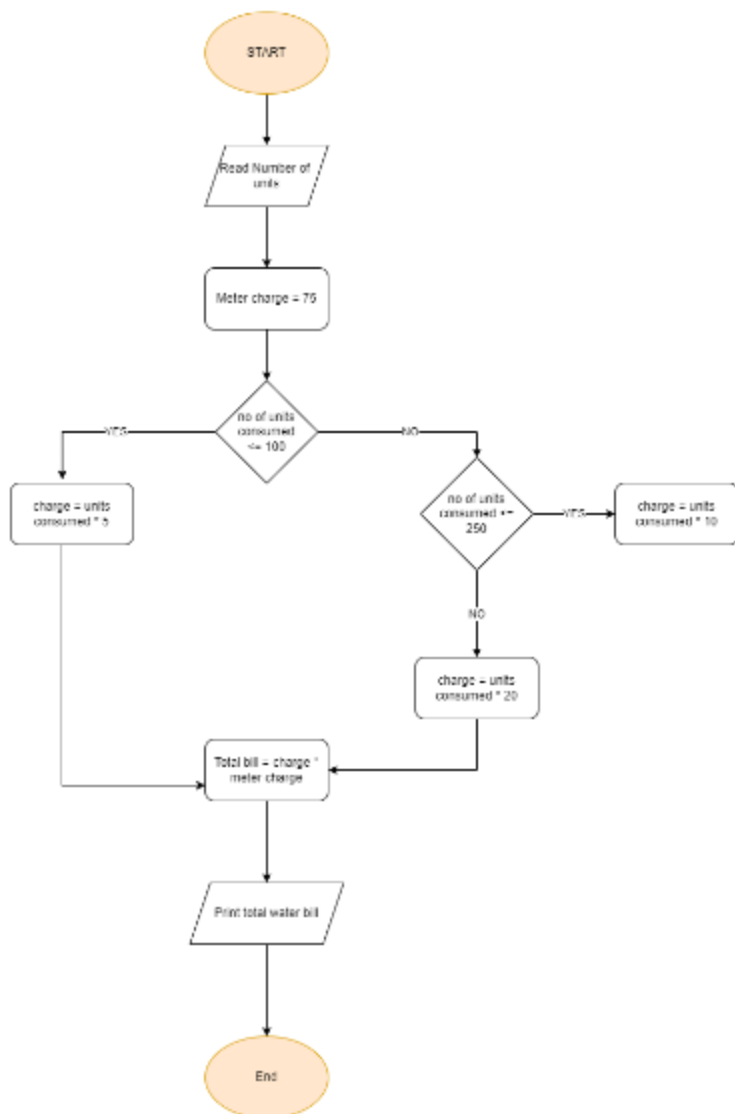 START
Read Number of
units
Meter charge = 75
no of units
consumed
<= 100
YES
NO
charge = units
consumed * 5
no of units
consumed <=
250
YES
charge = units
consumed * 10
NO
charge = units
consumed * 20
Total bill = charge *
meter charge
Print total water bill
End